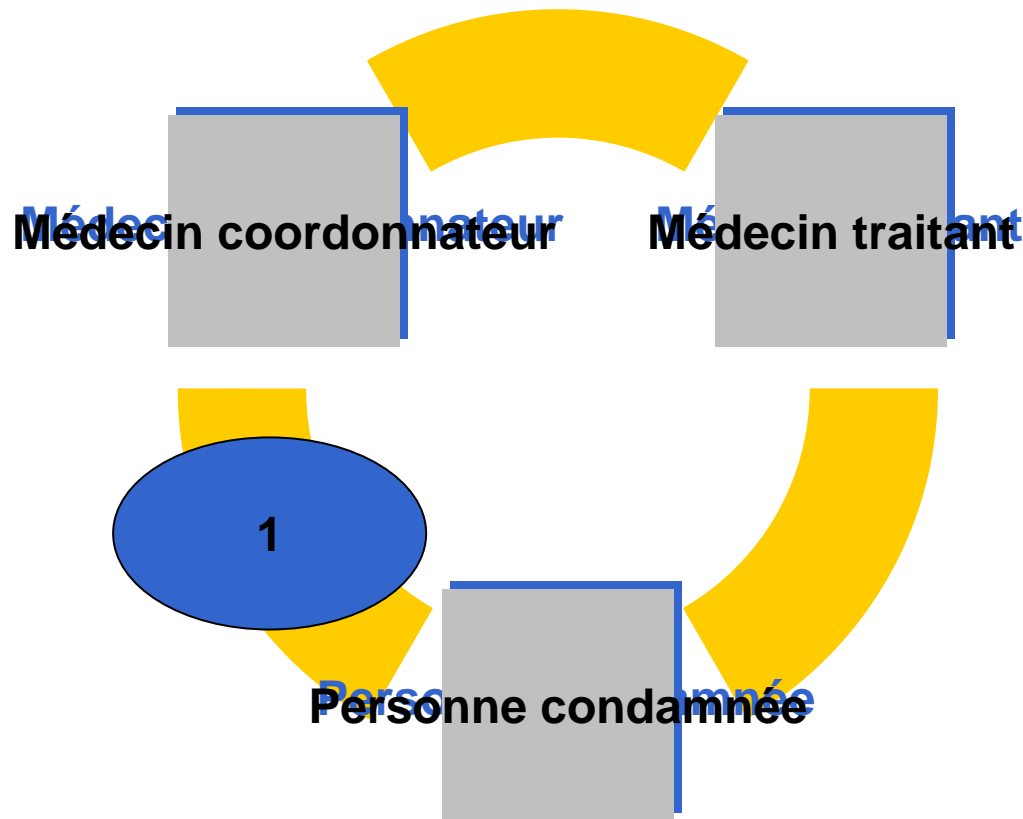 Médecin coordonnateur
Médecin traitant
1
Personne condamnée